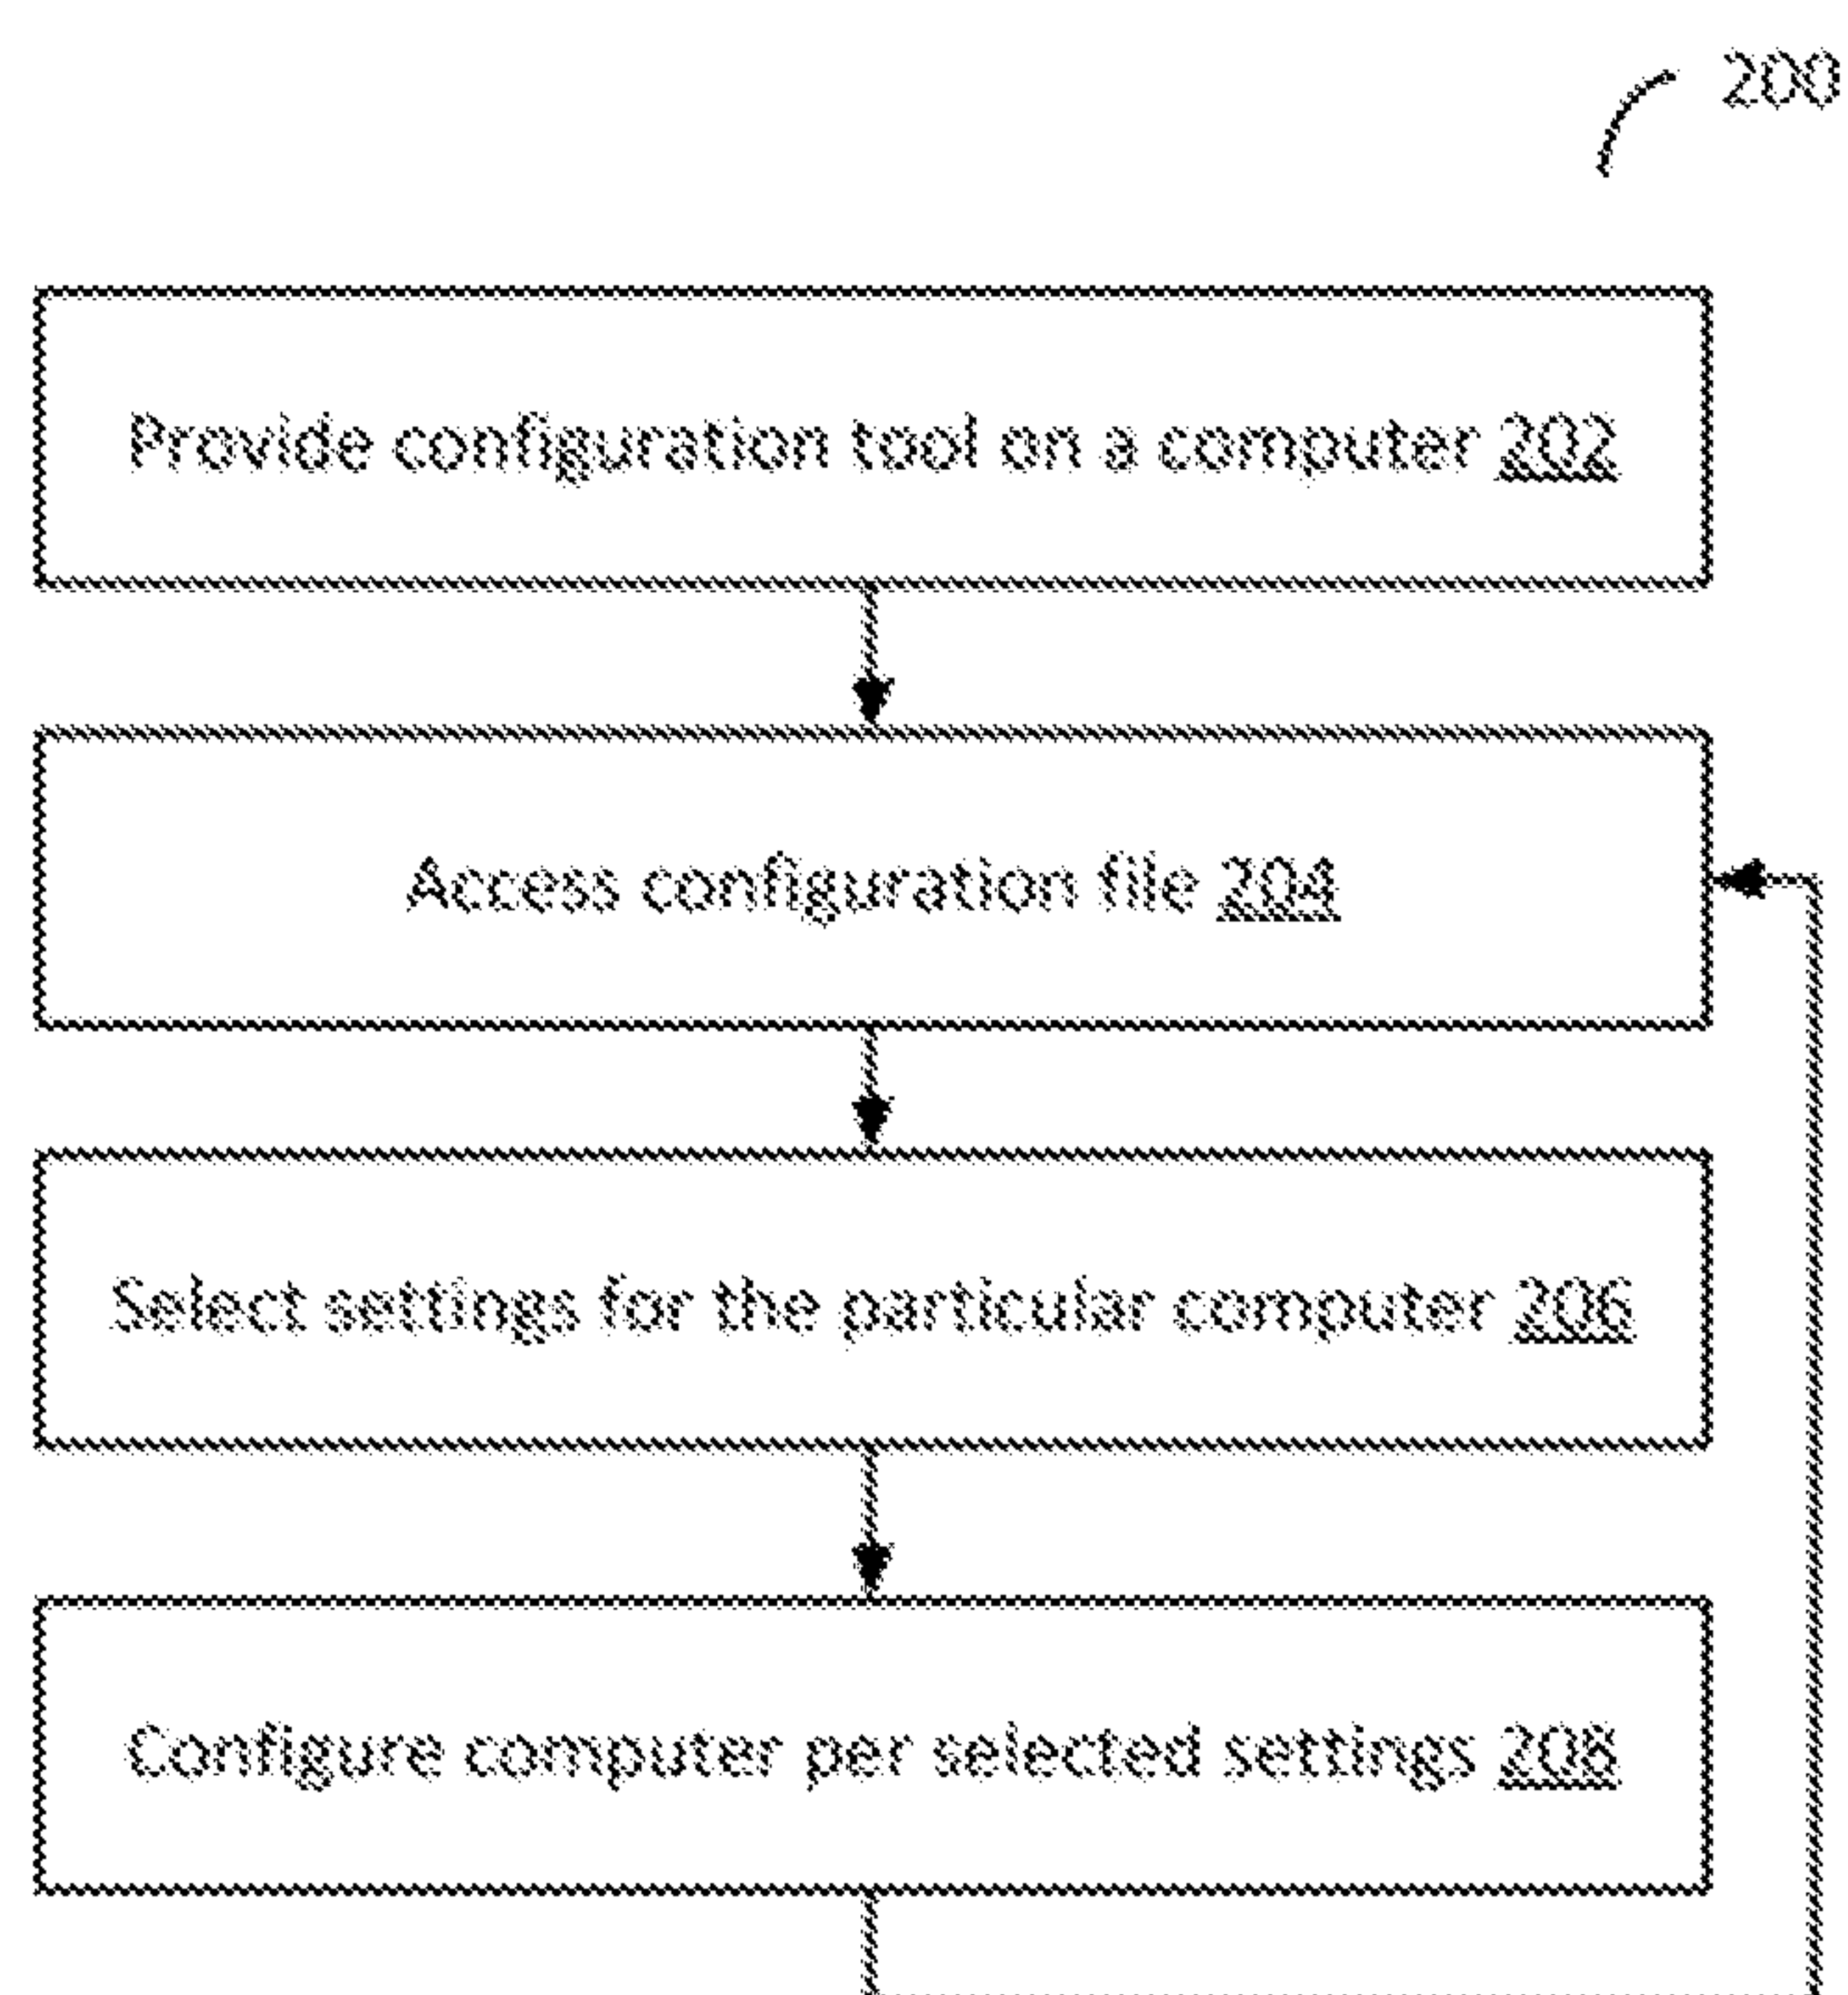 200
Provide configuration tool on a computer 202
Access configuration file 204
Select settings for the particular computer 206
Configure computer per selected settings 208